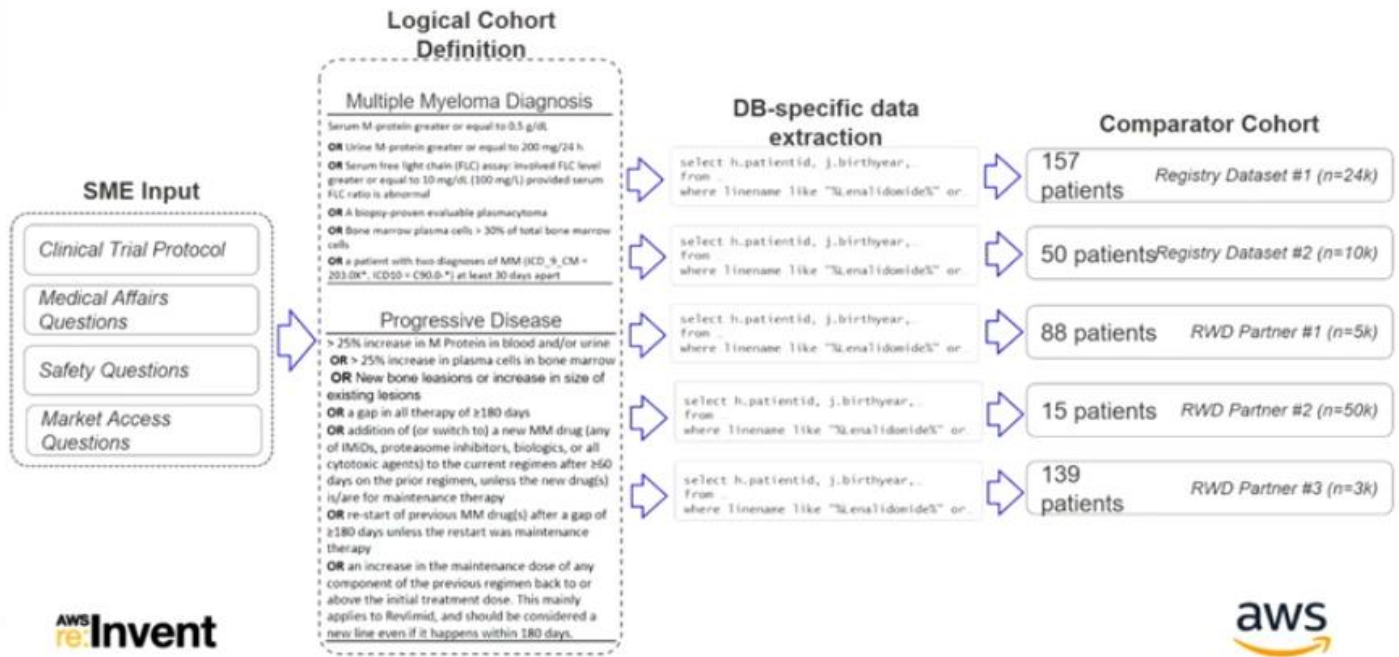 Logical Cohort
Definition
SME Input
Clinical Trial Protocol
Medical Affairs
Questions
Safety Questions
Market Access
Questions
Multiple Myeloma Diagnosis
Serum M-protein greater or equal to 0.5 g/dL
OR Urine M-protein greater or equal to 200 mg/24 h
OR Serum free light chain (FLC) assay: involved FLC level
greater or equal to 10 mg/dL (100 mg/L) provided serum
FLC ratio is abnormal
OR A biopsy-proven evaluable plasmacytoma
OR Bone marrow plasma cells > 30% of total bone marrow
cells
OR a patient with two diagnoses of MM (ICD_9_CM =
203.0X*, ICD10 = C90.0-*) at least 30 days apart
Progressive Disease
> 25% increase in M Protein in blood and/or urine
OR > 25% increase in plasma cells in bone marrow
OR New bone leasions or increase in size of
existing lesions
OR a gap in all therapy of ≥180 days
OR addition of (or switch to) a new MM drug (any
of IMiDs, proteasome inhibitors, biologics, or all
cytotoxic agents) to the current regimen after ≥60
days on the prior regimen, unless the new drug(s)
is/are for maintenance therapy
OR re-start of previous MM drug(s) after a gap of
≥180 days unless the restart was maintenance
therapy
OR an increase in the maintenance dose of any
component of the previous regimen back to or
above the initial treatment dose. This mainly
applies to Revlimid, and should be considered a
new line even if it happens within 180 days.
DB-specific data
extraction
select h.patientid, j.birthyear,..
from ..
where linename like "%Lenalidomide%" or..
select h.patientid, j.birthyear,..
from ..
where linename like "%Lenalidomide%" or..
select h.patientid, j.birthyear,..
from ..
where linename like "%Lenalidomide%" or..
select h.patientid, j.birthyear,..
from ..
where linename like "%Lenalidomide%" or..
select h.patientid, j.birthyear,..
from ..
where linename like "%Lenalidomide%" or..
Comparator Cohort
157
patients
Registry Dataset #1 (n=24k)
50 patients Registry Dataset #2 (n=10k)
88 patients RWD Partner #1 (n=5k)
15 patients RWD Partner #2 (n=50k)
139
patients
RWD Partner #3 (n=3k)
AWS
re:Invent
aws